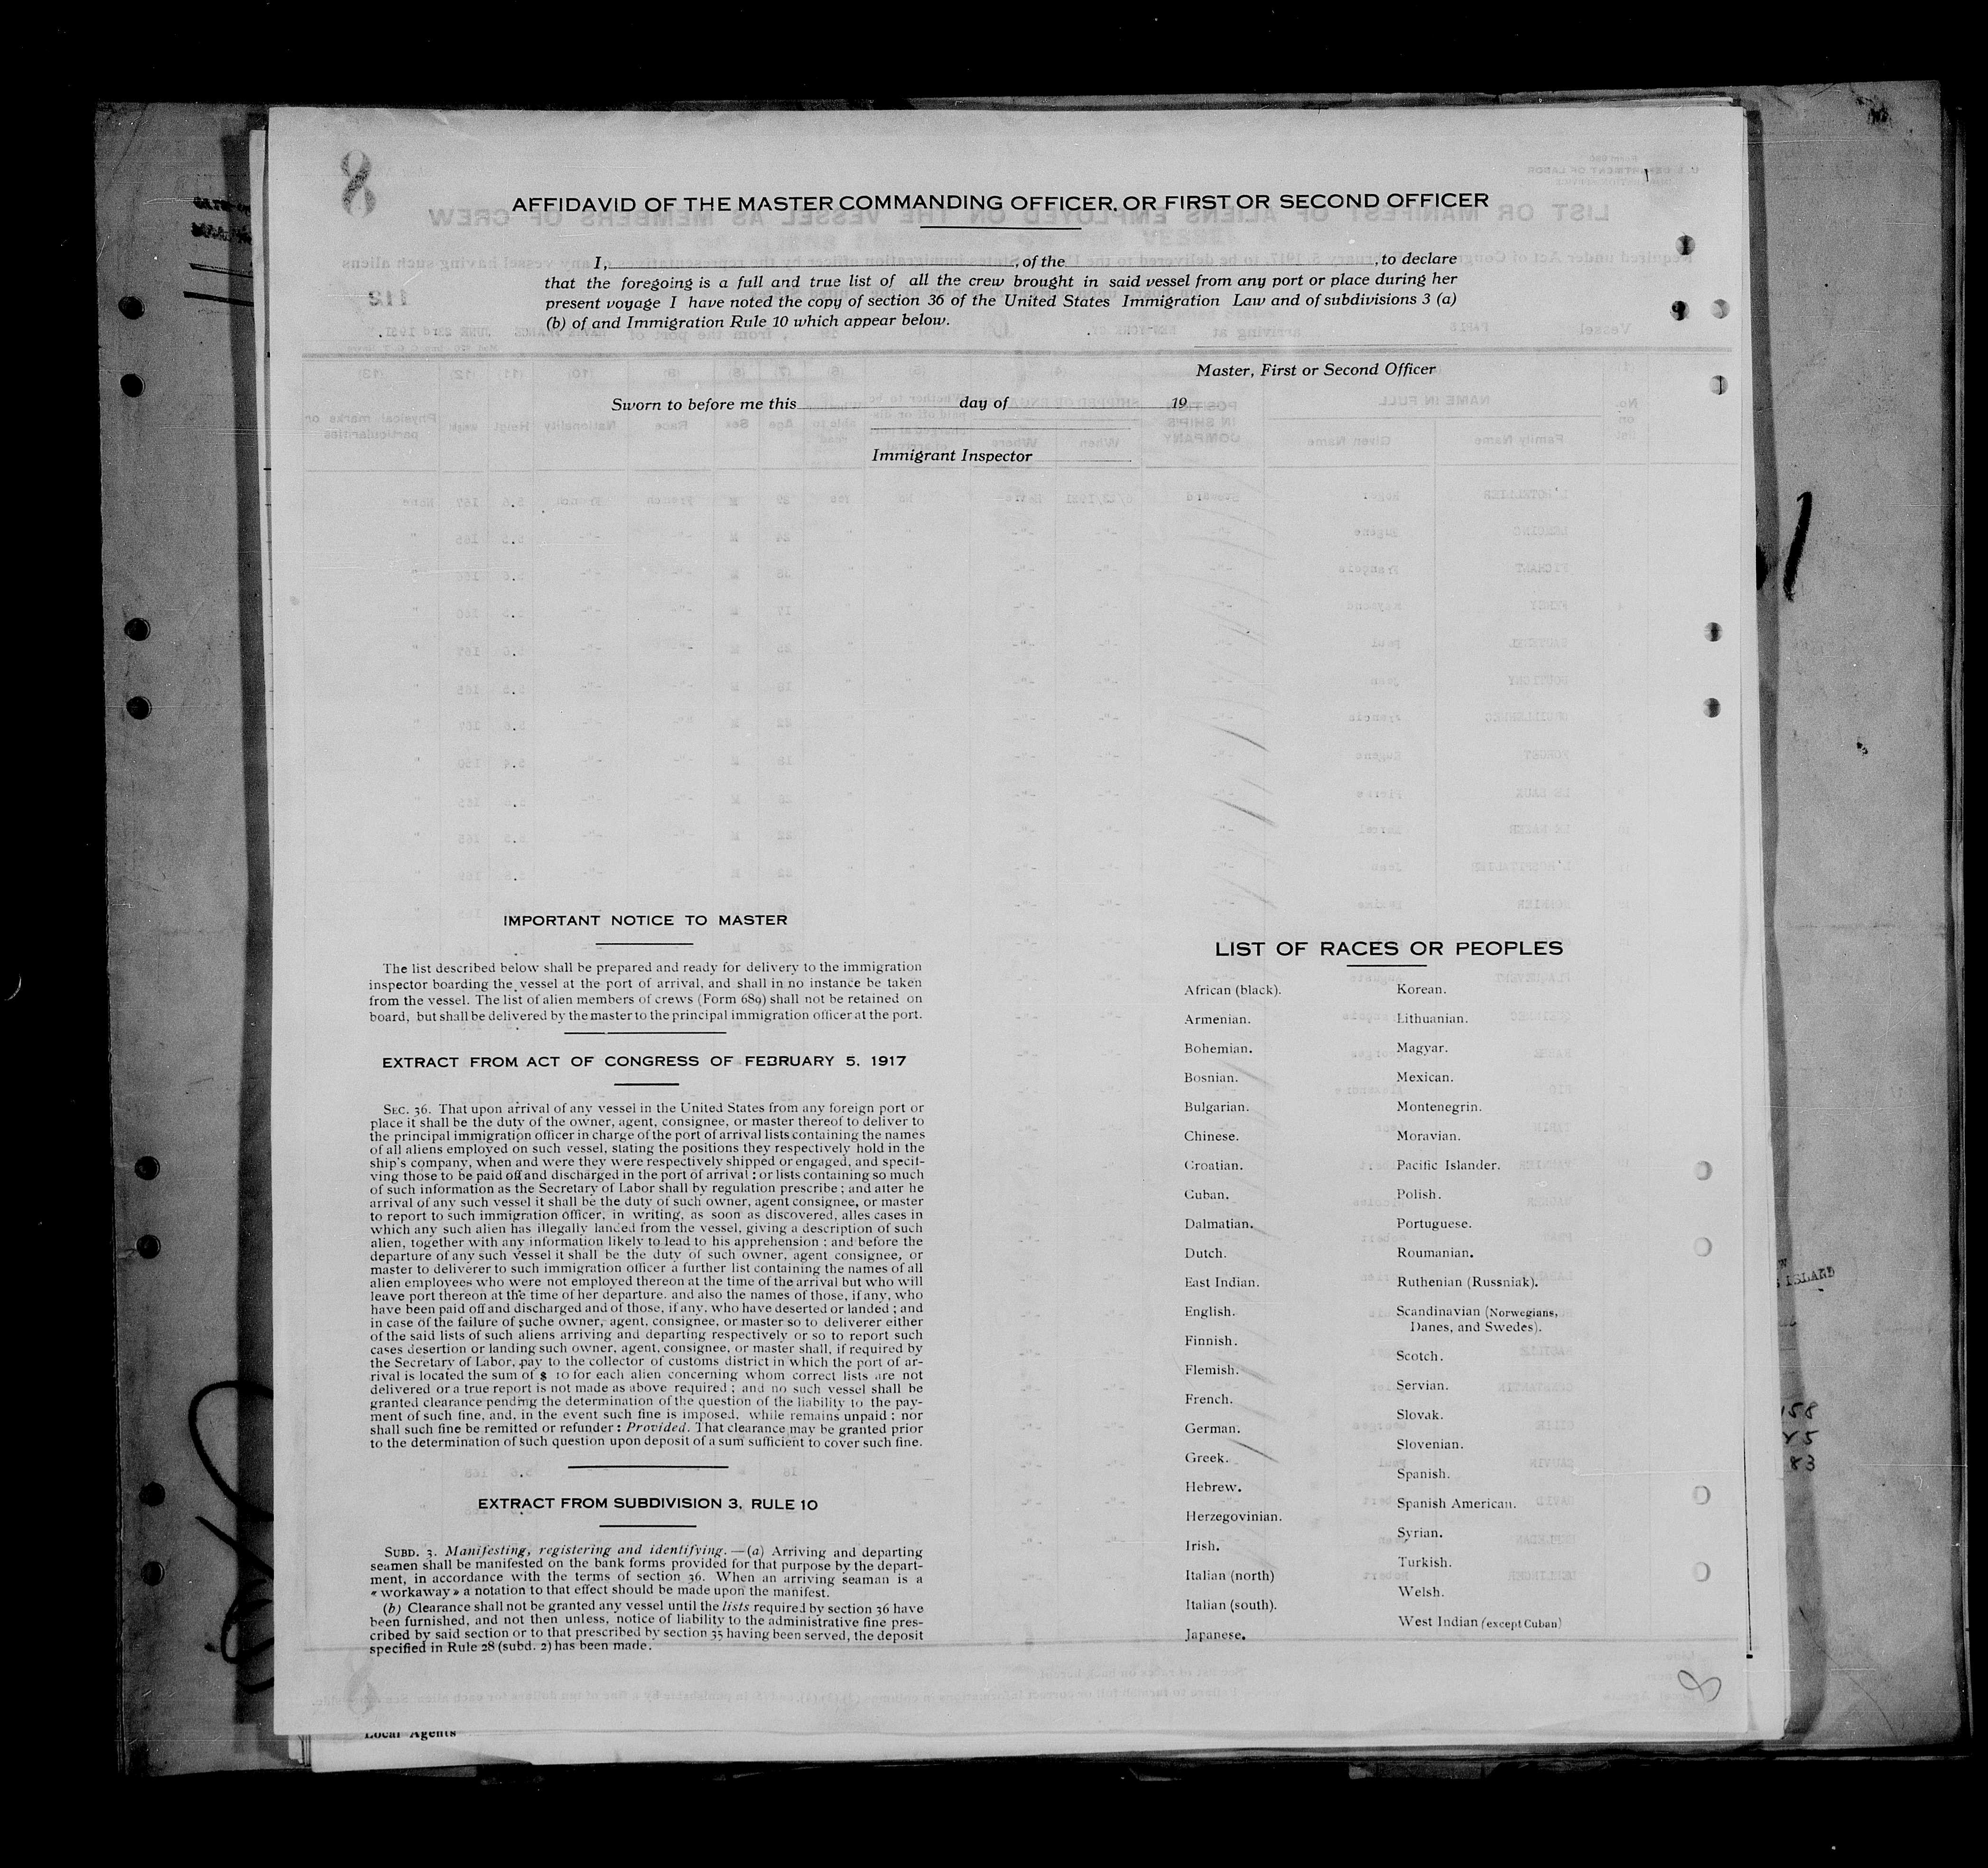 8
AFFIDAVID OF THE MASTER COMMANDING OFFICER, OR FIRST OR SECOND OFFICER
I, , of the , to declare
that the foregoing is a full and true list of all the crew brought in said vessel from any port or place during her
present voyage I have noted the copy of section 36 of the United States Immigration Law and of subdivisions 3 (a)
(b) of and Immigration Rule 10 which appear below.
Master, First or Second Officer
Sworn to before me this day of 19
Immigrant Inspector
IMPORTANT NOTICE TO MASTER
The list described below shall be prepared and ready for delivery to the immigration
inspector boarding the vessel at the port of arrival, and shall in no instance be taken
from the vessel. The list of alien members of crews (Form 689) shall not be retained on
board, but shall be delivered by the master to the principal immigration officer at the port.
EXTRACT FROM ACT OF CONGRESS OF FEBRUARY 5, 1917
SEC. 36. That upon arrival of any vessel in the United States from any foreign port or
place it shall be the duty of the owner, agent, consignee, or master thereof to deliver to
the principal immigration officer in charge of the port of arrival lists containing the names
of all aliens employed on such vessel, stating the positions they respectively hold in the
ship's company, when and were they were respectively shipped or engaged, and specit-
ving those to be paid off and discharged in the port of arrival ; or lists containing so much
of such information as the Secretary of Labor shall by regulation prescribe ; and atter he
arrival of any such vessel it shall be the duty of such owner, agent consignee, or master
to report to such immigration officer, in writing, as soon as discovered, alles cases in
which any such alien has illegally landed from the vessel, giving a description of such
alien, together with any information likely to lead to his apprehension ; and before the
departure of any such vessel it shall be the duty of such owner, agent consignee, or
master to deliverer to such immigration officer a further list containing the names of all
alien employees who were not employed thereon at the time of the arrival but who will
leave port thereon at the time of her departure. and also the names of those, if any, who
have been paid off and discharged and of those, if any, who have deserted or landed ; and
in case of the failure of suche owner, agent, consignee, or master so to deliverer either
of the said lists of such aliens arriving and departing respectively or so to report such
cases desertion or landing such owner, agent, consignee, or master shall, if required by
the Secretary of Labor, pay to the collector of customs district in which the port of ar-
rival is located the sum of $ 10 for each alien concerning whom correct lists are not
delivered or a true report is not made as above required ; and no such vessel shall be
granted clearance pending the determination of the question of the liability to the pay-
ment of such fine, and, in the event such fine is imposed, while remains unpaid ; nor
shall such fine be remitted or refunder : Provided. That clearance may be granted prior
to the determination of such question upon deposit of a sum sufficient to cover such fine.
EXTRACT FROM SUBDIVISION 3, RULE 10
SUBD. 3. Manifesting, registering and identifying. — (a) Arriving and departing
seamen shall be manifested on the bank forms provided for that purpose by the depart-
ment, in accordance with the terms of section 36. When an arriving seaman is a
« workaway » a notation to that effect should be made upon the manifest.
(b) Clearance shall not be granted any vessel until the lists required by section 36 have
been furnished, and not then unless, notice of liability to the administrative fine pres-
cribed by said section or to that prescribed by section 35 having been served, the deposit
specified in Rule 28 (subd. 2) has been made.
LIST OF RACES OR PEOPLES
African (black).
Armenian.
Bohemian.
Bosnian.
Bulgarian.
Chinese.
Croatian.
Cuban.
Dalmatian.
Dutch.
East Indian.
English.
Finnish.
Flemish.
French.
German.
Greek.
Hebrew.
Herzegovinian.
Irish.
Italian (north)
Italian (south).
Japanese.
Korean.
Lithuanian.
Magyar.
Mexican.
Montenegrin.
Moravian.
Pacific Islander.
Polish.
Portuguese.
Roumanian.
Ruthenian (Russniak).
Scandinavian (Norwegians,
Danes, and Swedes).
Scotch.
Servian.
Slovak.
Slovenian.
Spanish.
Spanish American.
Syrian.
Turkish.
Welsh.
West Indian (except Cuban)
8
Local Agents
ISLAND
158
83